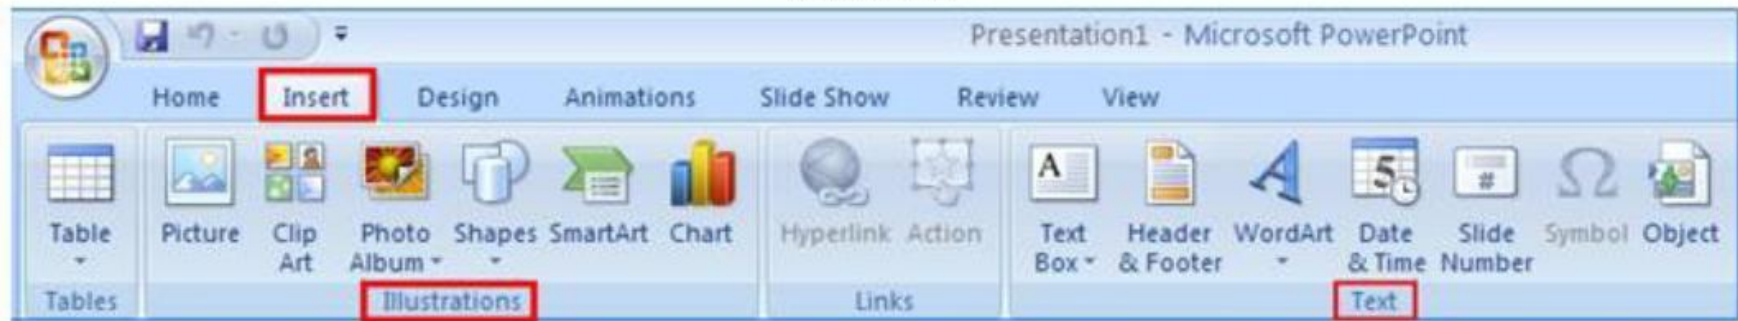 Presentation1 - Microsoft PowerPoint
Home Insert Design Animations Slide Show Review View
A 5 # Ω
Table Picture Clip Photo Shapes SmartArt Chart Hyperlink Action Text Header WordArt Date Slide Symbol Object
Art Album Box & Footer & Time Number
Tables Illustrations Links Text